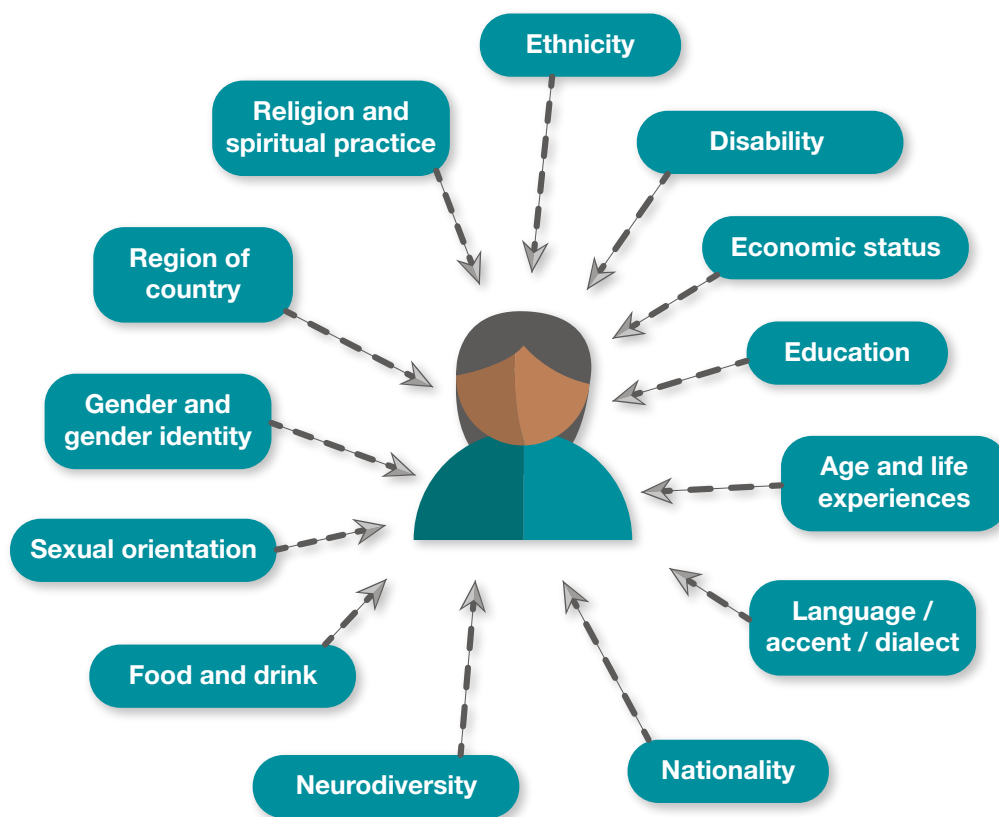 Ethnicity
Religion and
spiritual practice
Disability
Region of
country
Economic status
Education
Gender and
gender identity
Age and life
experiences
Sexual orientation
Language /
accent / dialect
Food and drink
Neurodiversity
Nationality